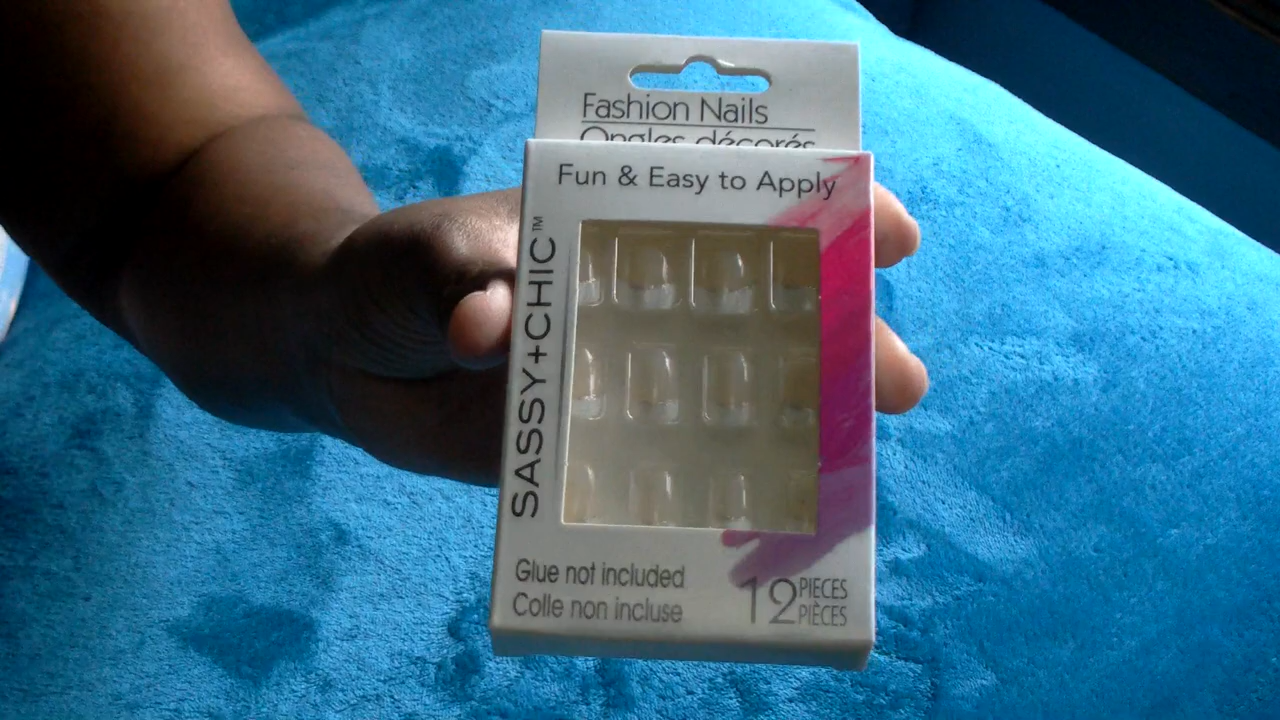 Fashion Nails
Ongles décorés
Fun & Easy to Apply
SASSY+CHIC™
Glue not included
Colle non incluse
12 PIECES
PIÈCES